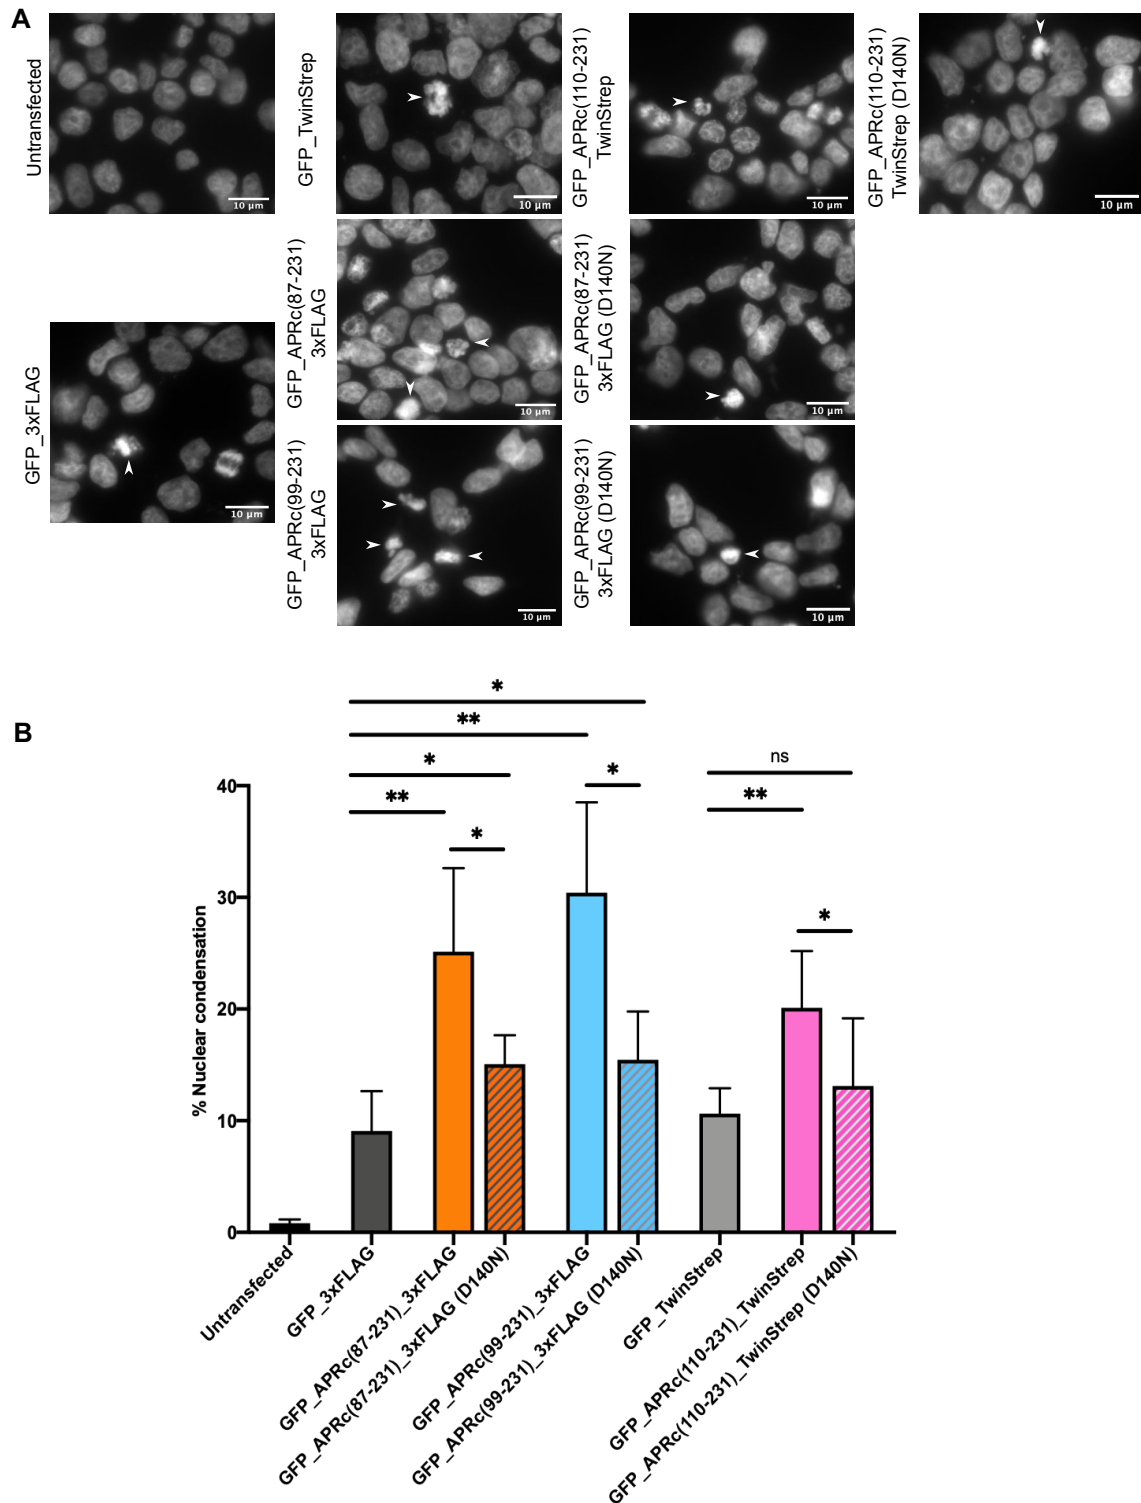 A
Untransfected
10 μm
GFP_TwinStrep
10 μm
GFP_APRc(110-231)
TwinStrep
10 μm
GFP_APRc(110-231)
TwinStrep (D140N)
10 μm
GFP_3xFLAG
10 μm
GFP_APRc(87-231)
3xFLAG
10 μm
GFP_APRc(87-231)
3xFLAG (D140N)
10 μm
GFP_APRc(99-231)
3xFLAG
10 μm
GFP_APRc(99-231)
3xFLAG (D140N)
10 μm
B
*
**
*
**
*
*
ns
**
*
% Nuclear condensation
40
30
20
10
0
Untransfected
GFP_3xFLAG
GFP_APRc(87-231)_3xFLAG
GFP_APRc(87-231)_3xFLAG (D140N)
GFP_APRc(99-231)_3xFLAG
GFP_APRc(99-231)_3xFLAG (D140N)
GFP_TwinStrep
GFP_APRc(110-231)_TwinStrep
GFP_APRc(110-231)_TwinStrep (D140N)